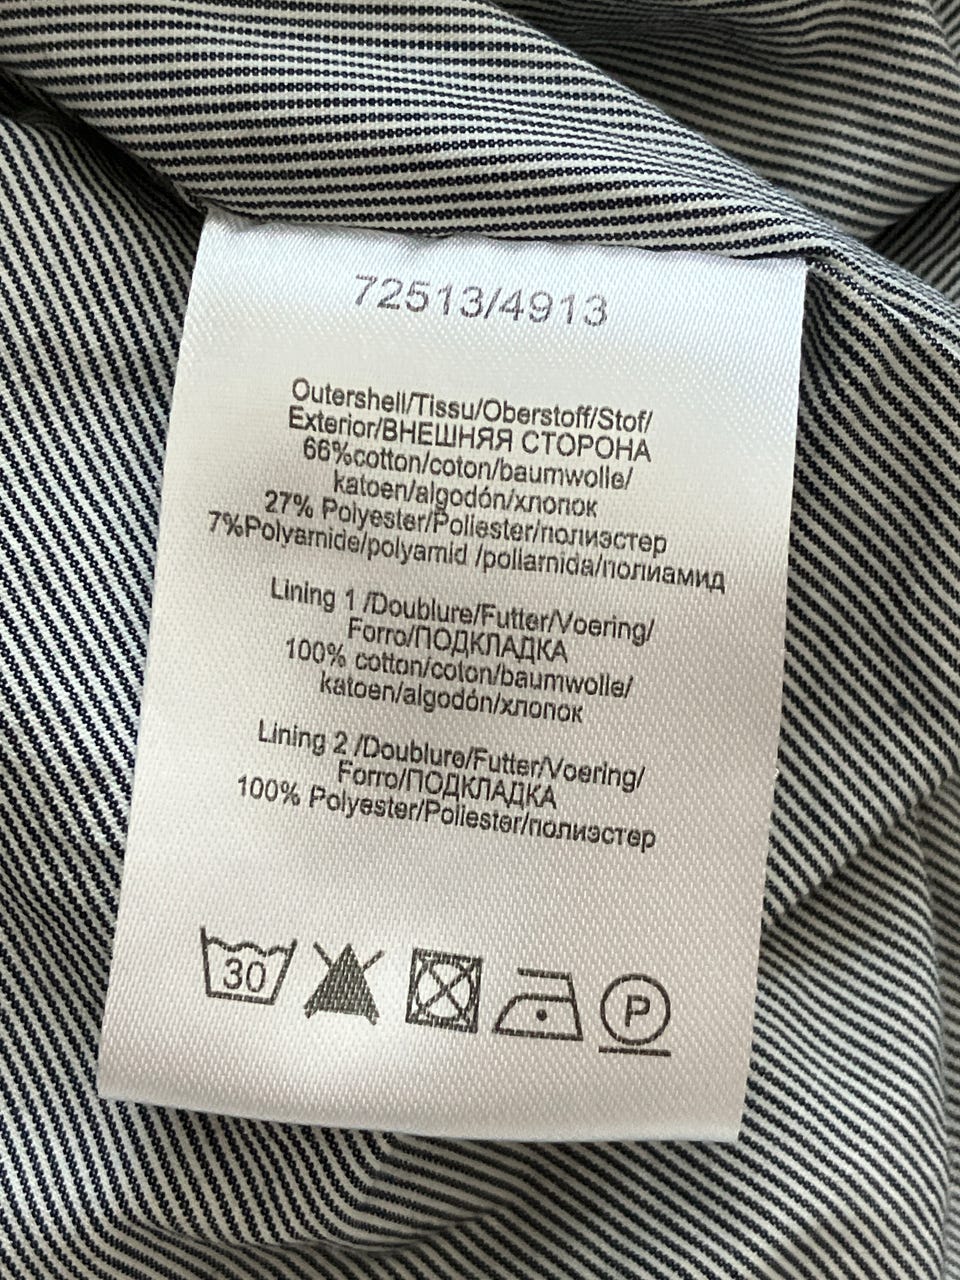 72513/4913
Outershell/Tissu/Oberstoff/Stof/
Exterior/ВНЕШНЯЯ СТОРОНА
66%cotton/coton/baumwolle/
katoen/algodón/хлопок
27% Polyester/Poliester/полиэстер
7%Polyamide/polyamid /poliamida/полиамид
Lining 1 /Doublure/Futter/Voering/
Forro/ПОДКЛАДКА
100% cotton/coton/baumwolle/
katoen/algodón/хлопок
Lining 2 /Doublure/Futter/Voering/
Forro/ПОДКЛАДКА
100% Polyester/Poliester/полиэстер
30 P